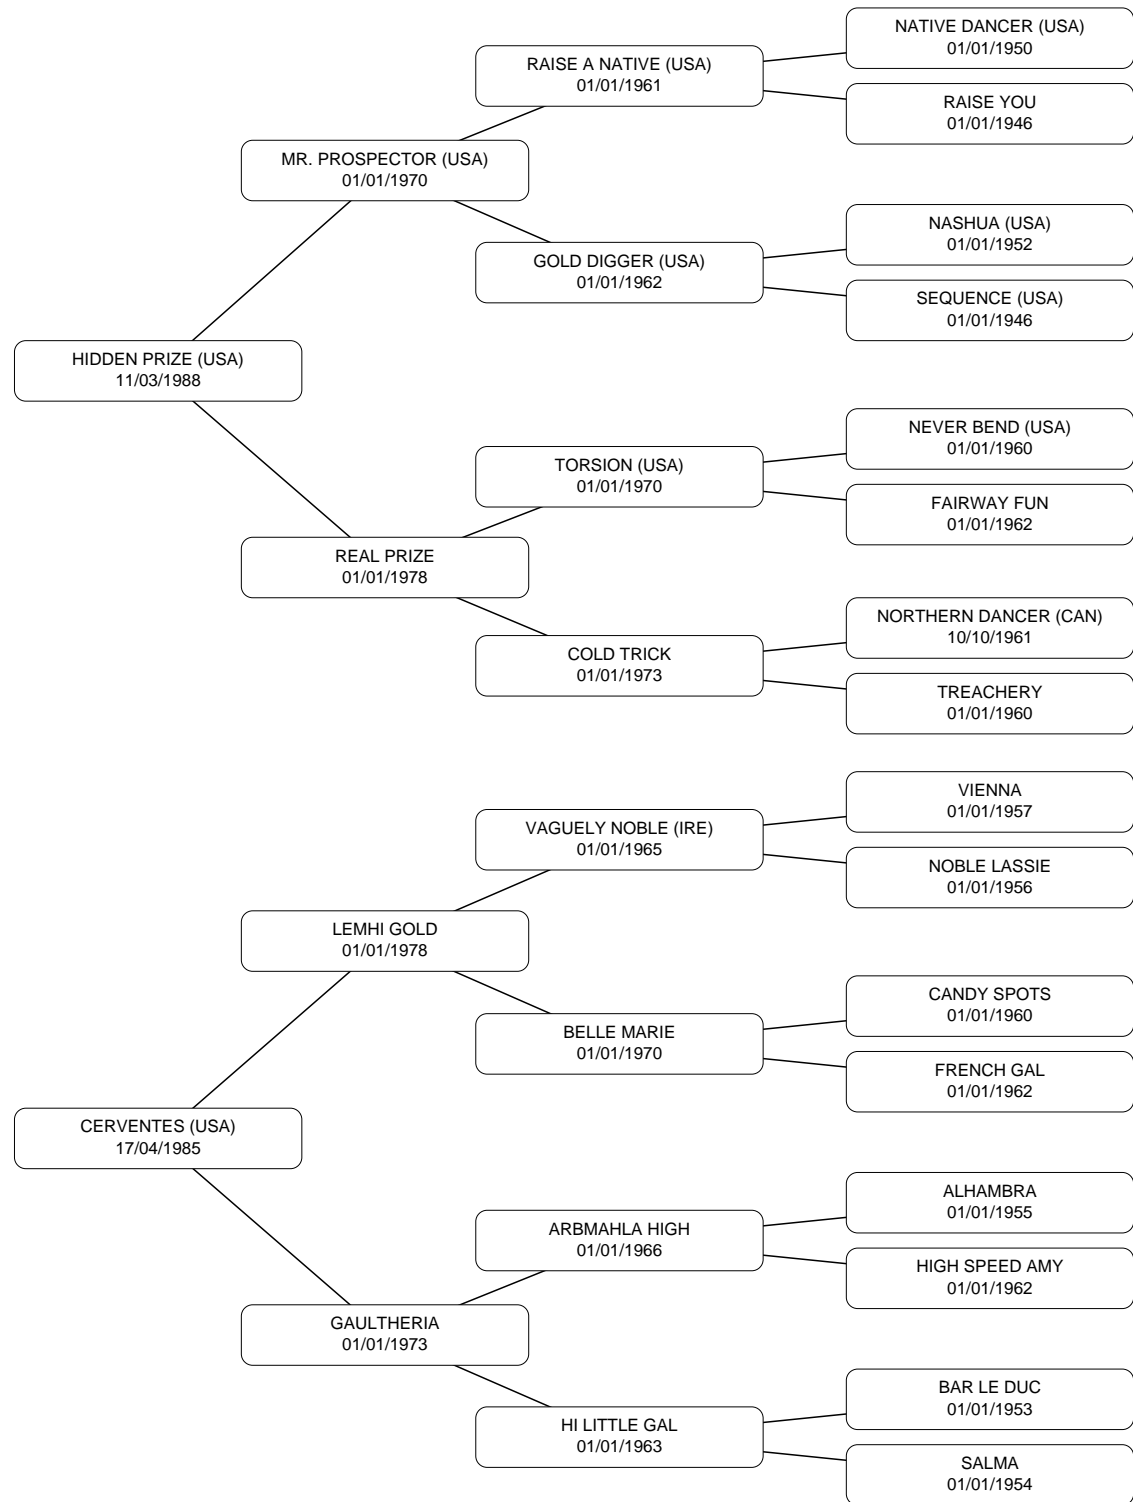 NATIVE DANCER (USA)
01/01/1950
RAISE A NATIVE (USA)
01/01/1961
RAISE YOU
01/01/1946
MR. PROSPECTOR (USA)
01/01/1970
NASHUA (USA)
01/01/1952
GOLD DIGGER (USA)
01/01/1962
SEQUENCE (USA)
01/01/1946
HIDDEN PRIZE (USA)
11/03/1988
NEVER BEND (USA)
01/01/1960
TORSION (USA)
01/01/1970
FAIRWAY FUN
01/01/1962
REAL PRIZE
01/01/1978
NORTHERN DANCER (CAN)
10/10/1961
COLD TRICK
01/01/1973
TREACHERY
01/01/1960
VIENNA
01/01/1957
VAGUELY NOBLE (IRE)
01/01/1965
NOBLE LASSIE
01/01/1956
LEMHI GOLD
01/01/1978
CANDY SPOTS
01/01/1960
BELLE MARIE
01/01/1970
FRENCH GAL
01/01/1962
CERVENTES (USA)
17/04/1985
ALHAMBRA
01/01/1955
ARBMAHLA HIGH
01/01/1966
HIGH SPEED AMY
01/01/1962
GAULTHERIA
01/01/1973
BAR LE DUC
01/01/1953
HI LITTLE GAL
01/01/1963
SALMA
01/01/1954